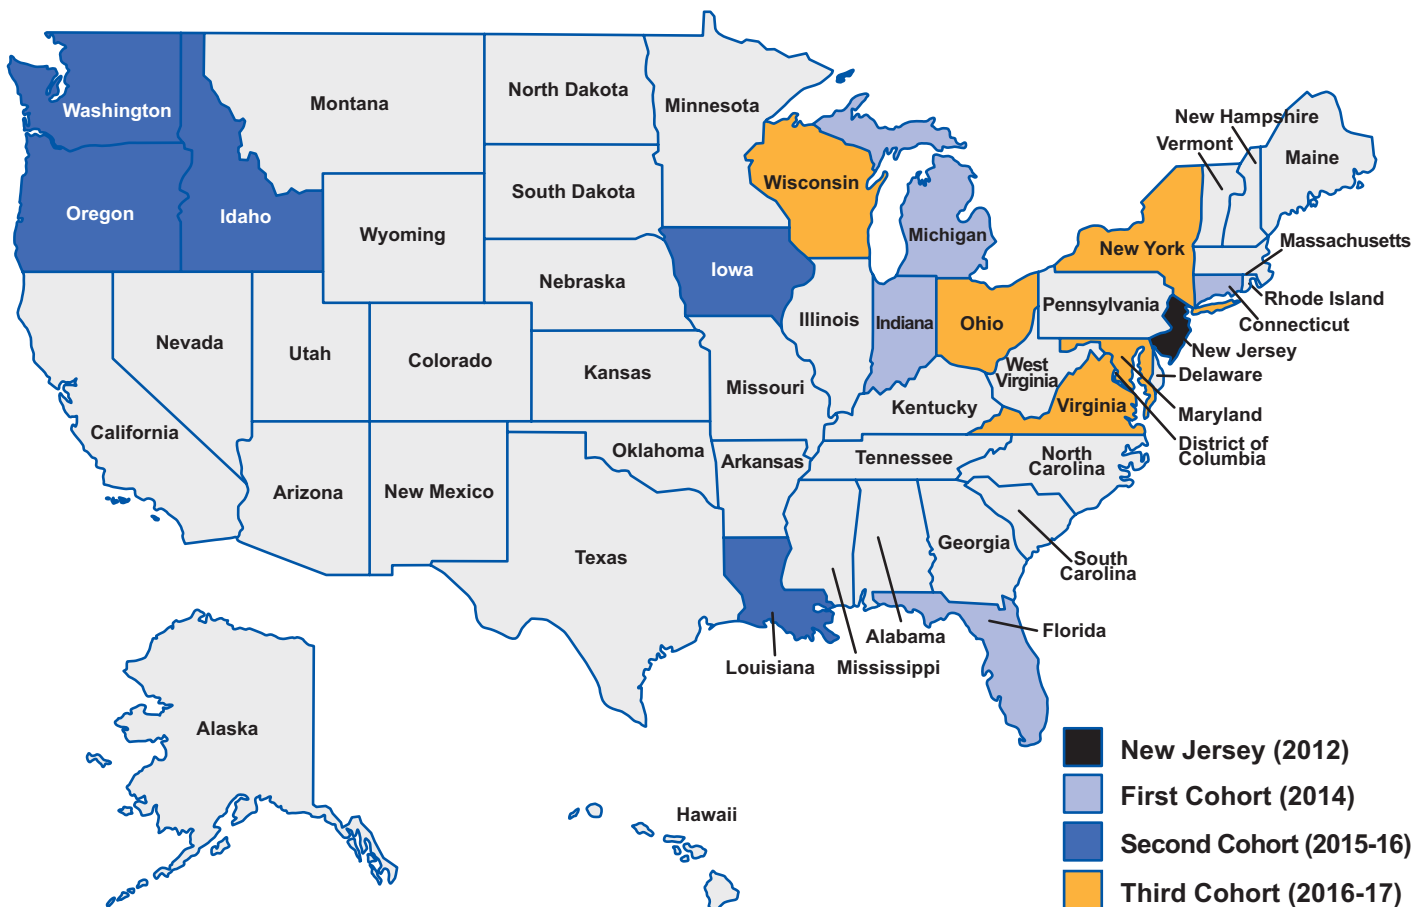 Washington
Montana
North Dakota
Minnesota
New Hampshire
Vermont
Maine
Oregon
Idaho
Wyoming
South Dakota
Wisconsin
Michigan
New York
Massachusetts
Iowa
Nebraska
Pennsylvania
Rhode Island
Connecticut
Nevada
Utah
Colorado
Kansas
Missouri
Illinois
Indiana
Ohio
New Jersey
West
Virginia
Delaware
California
Kentucky
Virginia
Maryland
District of
Columbia
Arizona
New Mexico
Oklahoma
Arkansas
Tennessee
North
Carolina
Texas
Georgia
South
Carolina
Louisiana
Mississippi
Alabama
Florida
Alaska
Hawaii
New Jersey (2012)
First Cohort (2014)
Second Cohort (2015-16)
Third Cohort (2016-17)